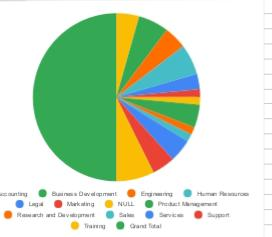 ccounting Business Development Engineering Human Resources
Legal Marketing NULL Product Management
Research and Development Sales Services Support
Training Grand Total